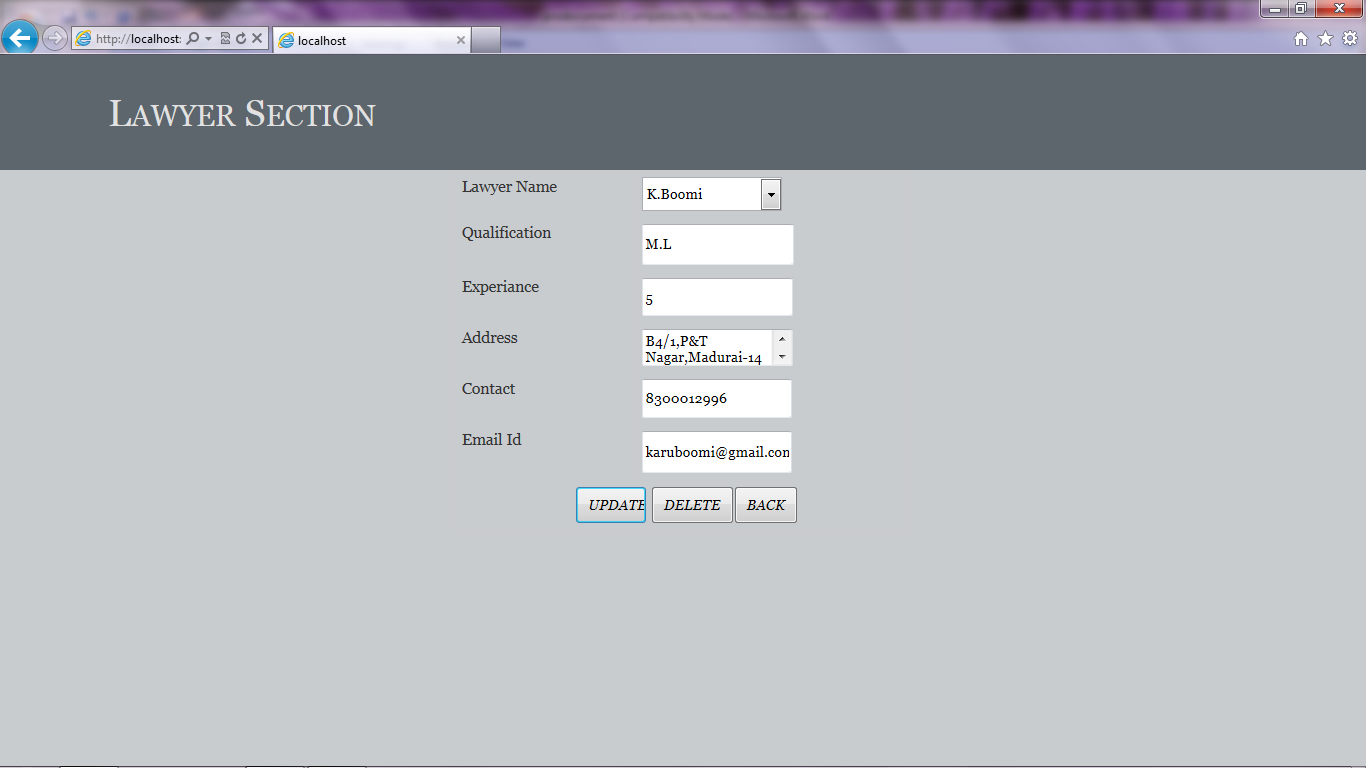 http://localhost:
localhost
LAWYER SECTION
Lawyer Name
K.Boomi
Qualification
M.L
Experiance
5
Address
B4/1,P&T
Nagar,Madurai-14
Contact
8300012996
Email Id
karuboomi@gmail.com
UPDATE
DELETE
BACK